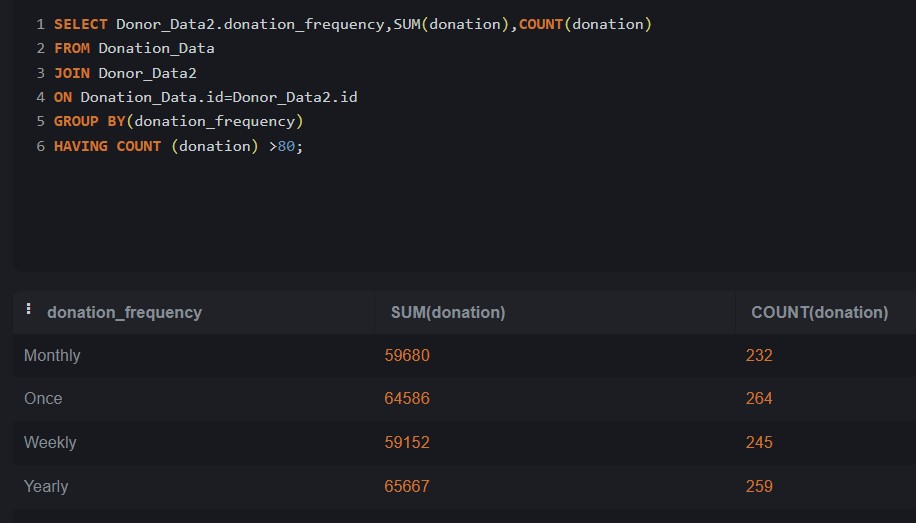 1 SELECT Donor_Data2.donation_frequency,SUM(donation),COUNT(donation)
2 FROM Donation_Data
3 JOIN Donor_Data2
4 ON Donation_Data.id=Donor_Data2.id
5 GROUP BY(donation_frequency)
6 HAVING COUNT (donation) >80;
donation_frequency SUM(donation) COUNT(donation)
Monthly 59680 232
Once 64586 264
Weekly 59152 245
Yearly 65667 259